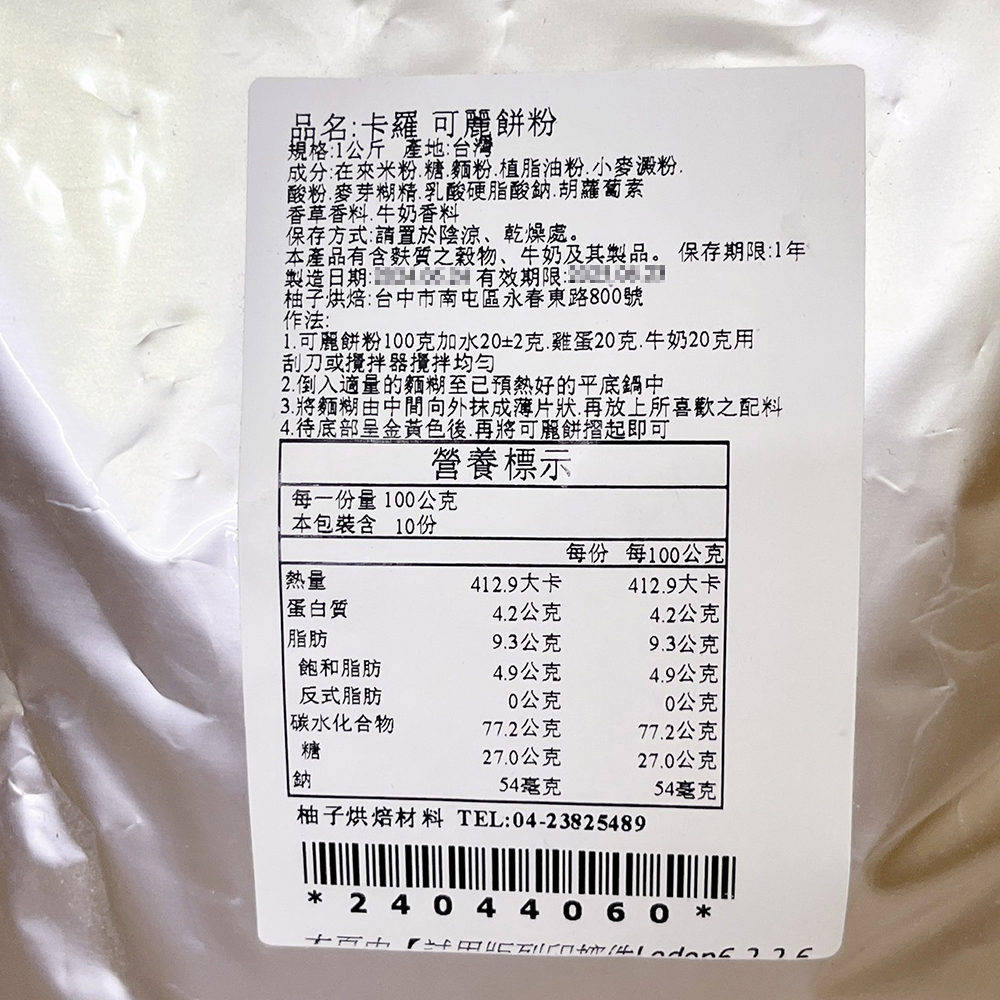 品名:卡羅 可麗餅粉
規格:1公斤 產地:台灣
成分:在來米粉.糖.麵粉.植脂油粉.小麥澱粉.
酸粉.麥芽糊精.乳酸硬脂酸鈉.胡蘿蔔素
香草香料.牛奶香料
保存方式:請置於陰涼、乾燥處。
本產品有含麩質之穀物、牛奶及其製品。 保存期限:1年
製造日期: 有效期限:
柚子烘焙:台中市南屯區永春東路800號
作法:
1.可麗餅粉100克加水20±2克.雞蛋20克.牛奶20克用
刮刀或攪拌器攪拌均勻
2.倒入適量的麵糊至已預熱好的平底鍋中
3.將麵糊由中間向外抹成薄片狀.再放上所喜歡之配料
4.待底部呈金黃色後.再將可麗餅摺起即可
營養標示
每一份量 100公克
本包裝含 10份
每份 每100公克
熱量 412.9大卡 412.9大卡
蛋白質 4.2公克 4.2公克
脂肪 9.3公克 9.3公克
飽和脂肪 4.9公克 4.9公克
反式脂肪 0公克 0公克
碳水化合物 77.2公克 77.2公克
糖 27.0公克 27.0公克
鈉 54毫克 54毫克
柚子烘焙材料 TEL:04-23825489
*24044060*